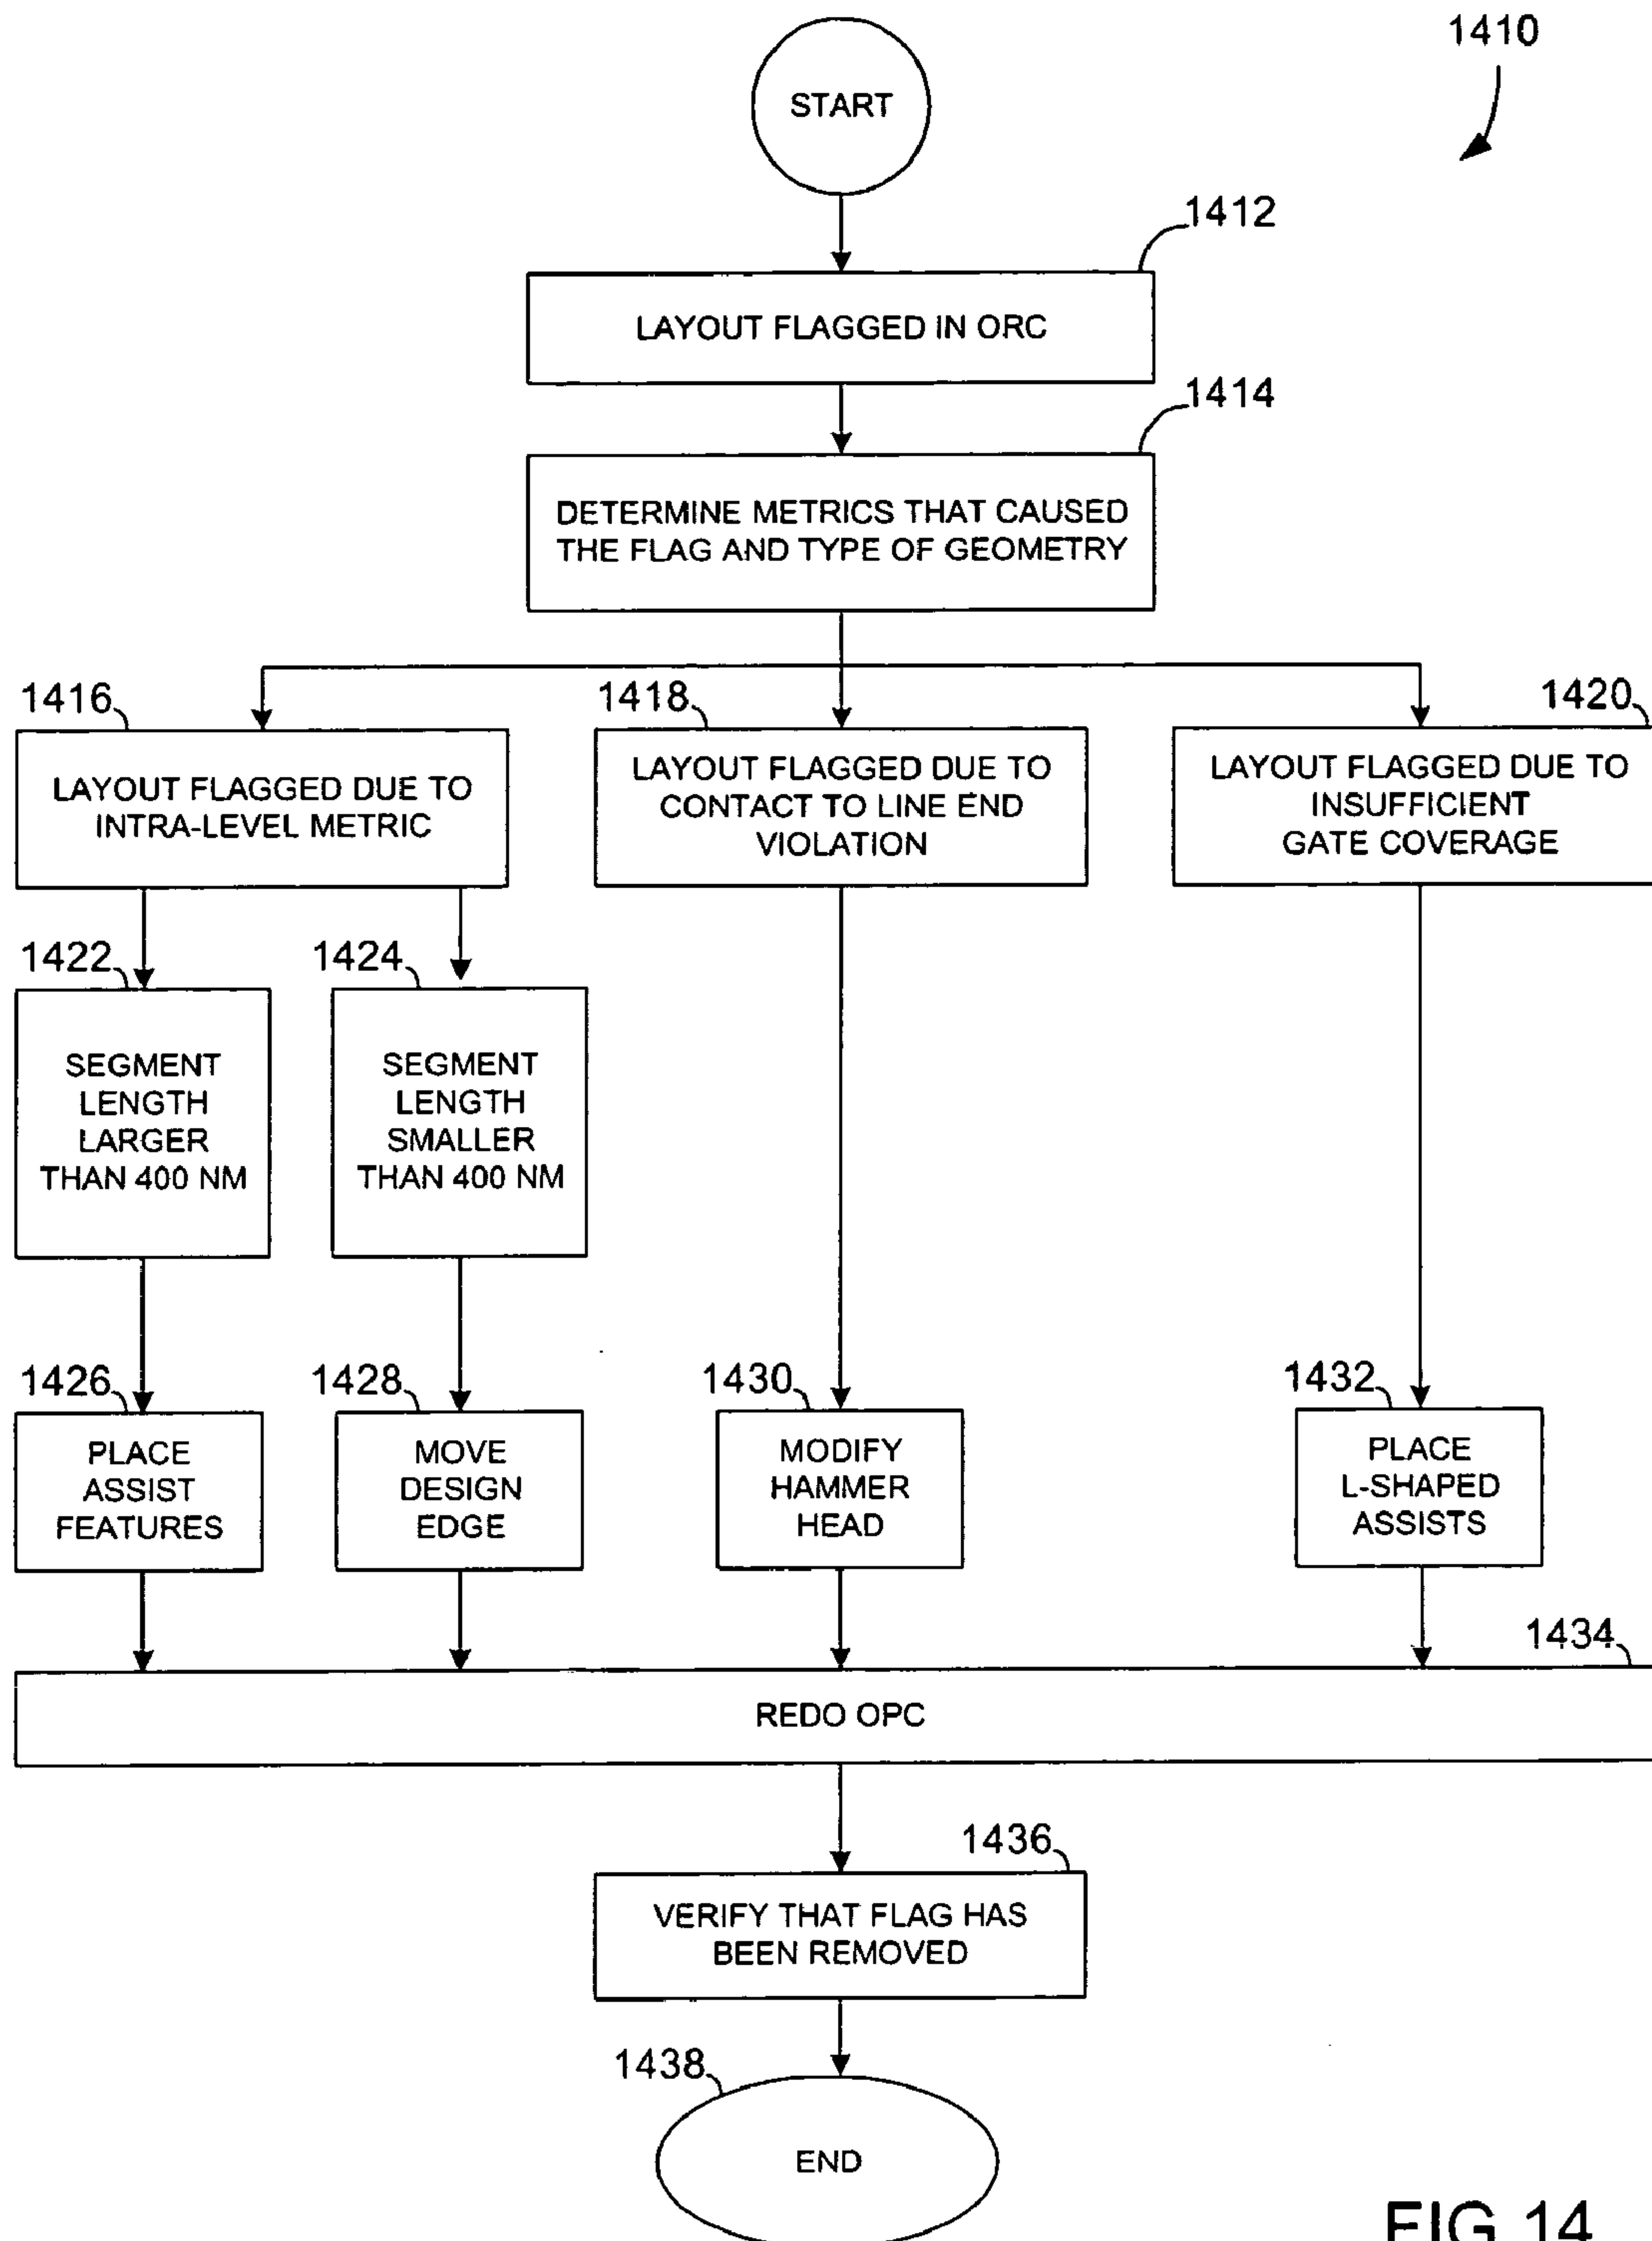 1410
START
1412
LAYOUT FLAGGED IN ORC
1414
DETERMINE METRICS THAT CAUSED
THE FLAG AND TYPE OF GEOMETRY
1416
LAYOUT FLAGGED DUE TO
INTRA-LEVEL METRIC
1418
LAYOUT FLAGGED DUE TO
CONTACT TO LINE END
VIOLATION
1420
LAYOUT FLAGGED DUE TO
INSUFFICIENT
GATE COVERAGE
1422
SEGMENT
LENGTH
LARGER
THAN 400 NM
1424
SEGMENT
LENGTH
SMALLER
THAN 400 NM
1426
PLACE
ASSIST
FEATURES
1428
MOVE
DESIGN
EDGE
1430
MODIFY
HAMMER
HEAD
1432
PLACE
L-SHAPED
ASSISTS
1434
REDO OPC
1436
VERIFY THAT FLAG HAS
BEEN REMOVED
1438
END
FIG 14